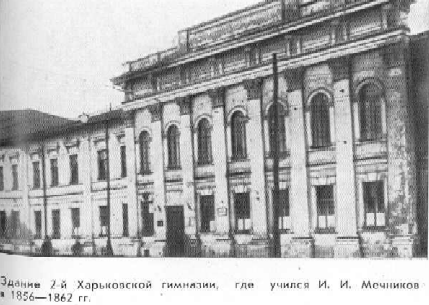 Здание 2-й Харьковской гимназии, где учился И. И. Мечников
в 1856—1862 гг.